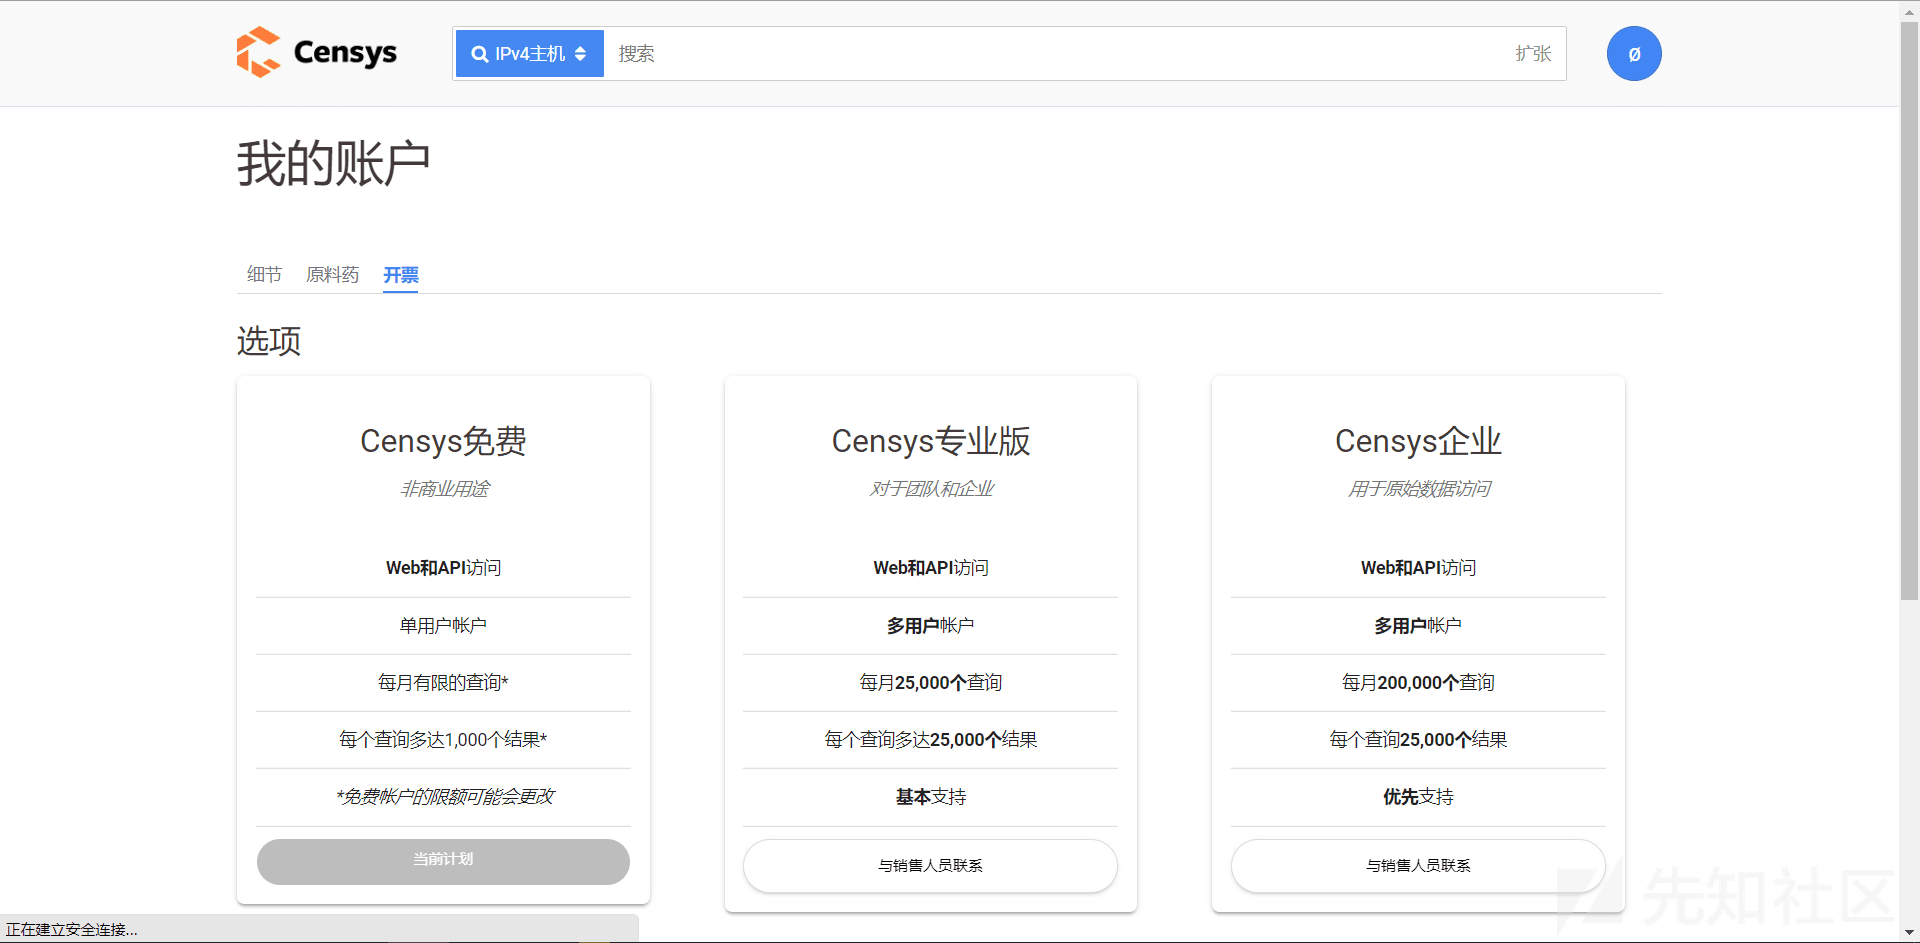 Censys
IPv4主机
搜索
扩张
Ø
我的账户
细节
原料药
开票
选项
Censys免费
非商业用途
Web和API访问
单用户帐户
每月有限的查询*
每个查询多达1,000个结果*
*免费帐户的限额可能会更改
当前计划
Censys专业版
对于团队和企业
Web和API访问
多用户帐户
每月25,000个查询
每个查询多达25,000个结果
基本支持
与销售人员联系
Censys企业
用于原始数据访问
Web和API访问
多用户帐户
每月200,000个查询
每个查询25,000个结果
优先支持
与销售人员联系
先知社区
正在建立安全连接...